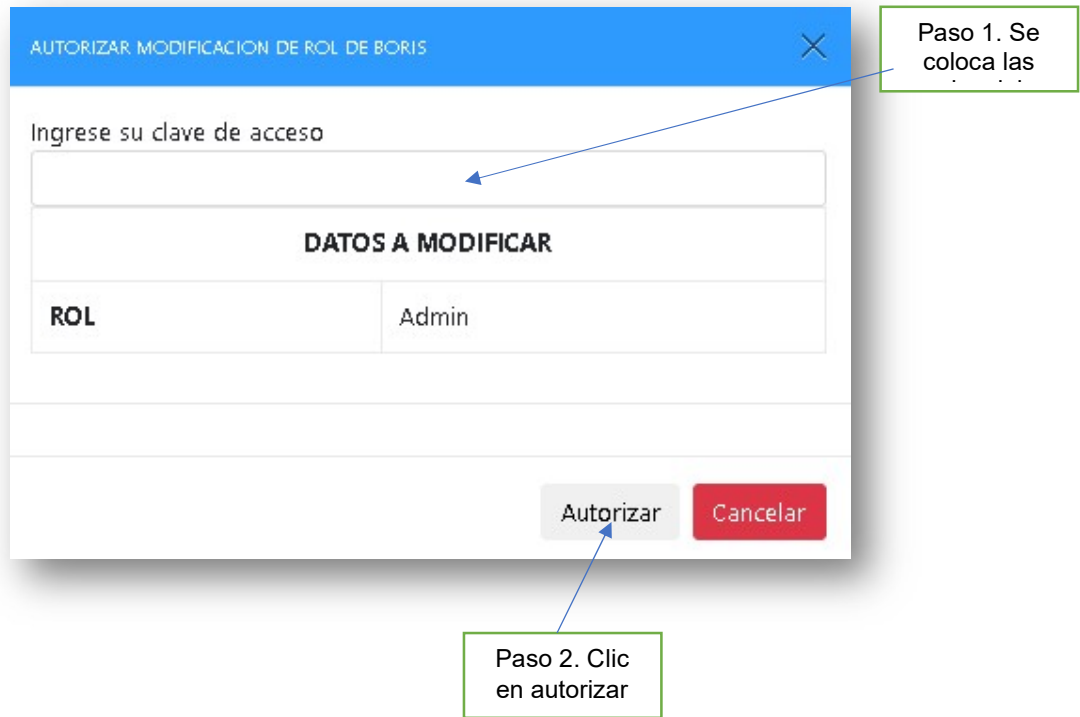 AUTORIZAR MODIFICACION DE ROL DE BORIS
Paso 1. Se
coloca las
Ingrese su clave de acceso
DATOS A MODIFICAR
ROL Admin
Autorizar Cancelar
Paso 2. Clic
en autorizar